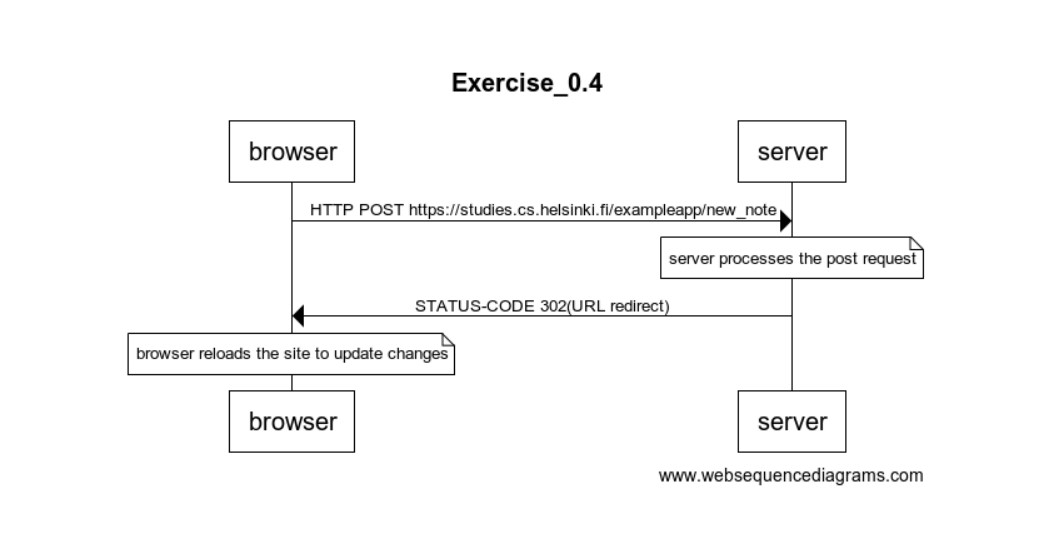 Exercise_0.4
browser
server
HTTP POST https://studies.cs.helsinki.fi/exampleapp/new_note
server processes the post request
STATUS-CODE 302(URL redirect)
browser reloads the site to update changes
browser
server
www.websequencediagrams.com